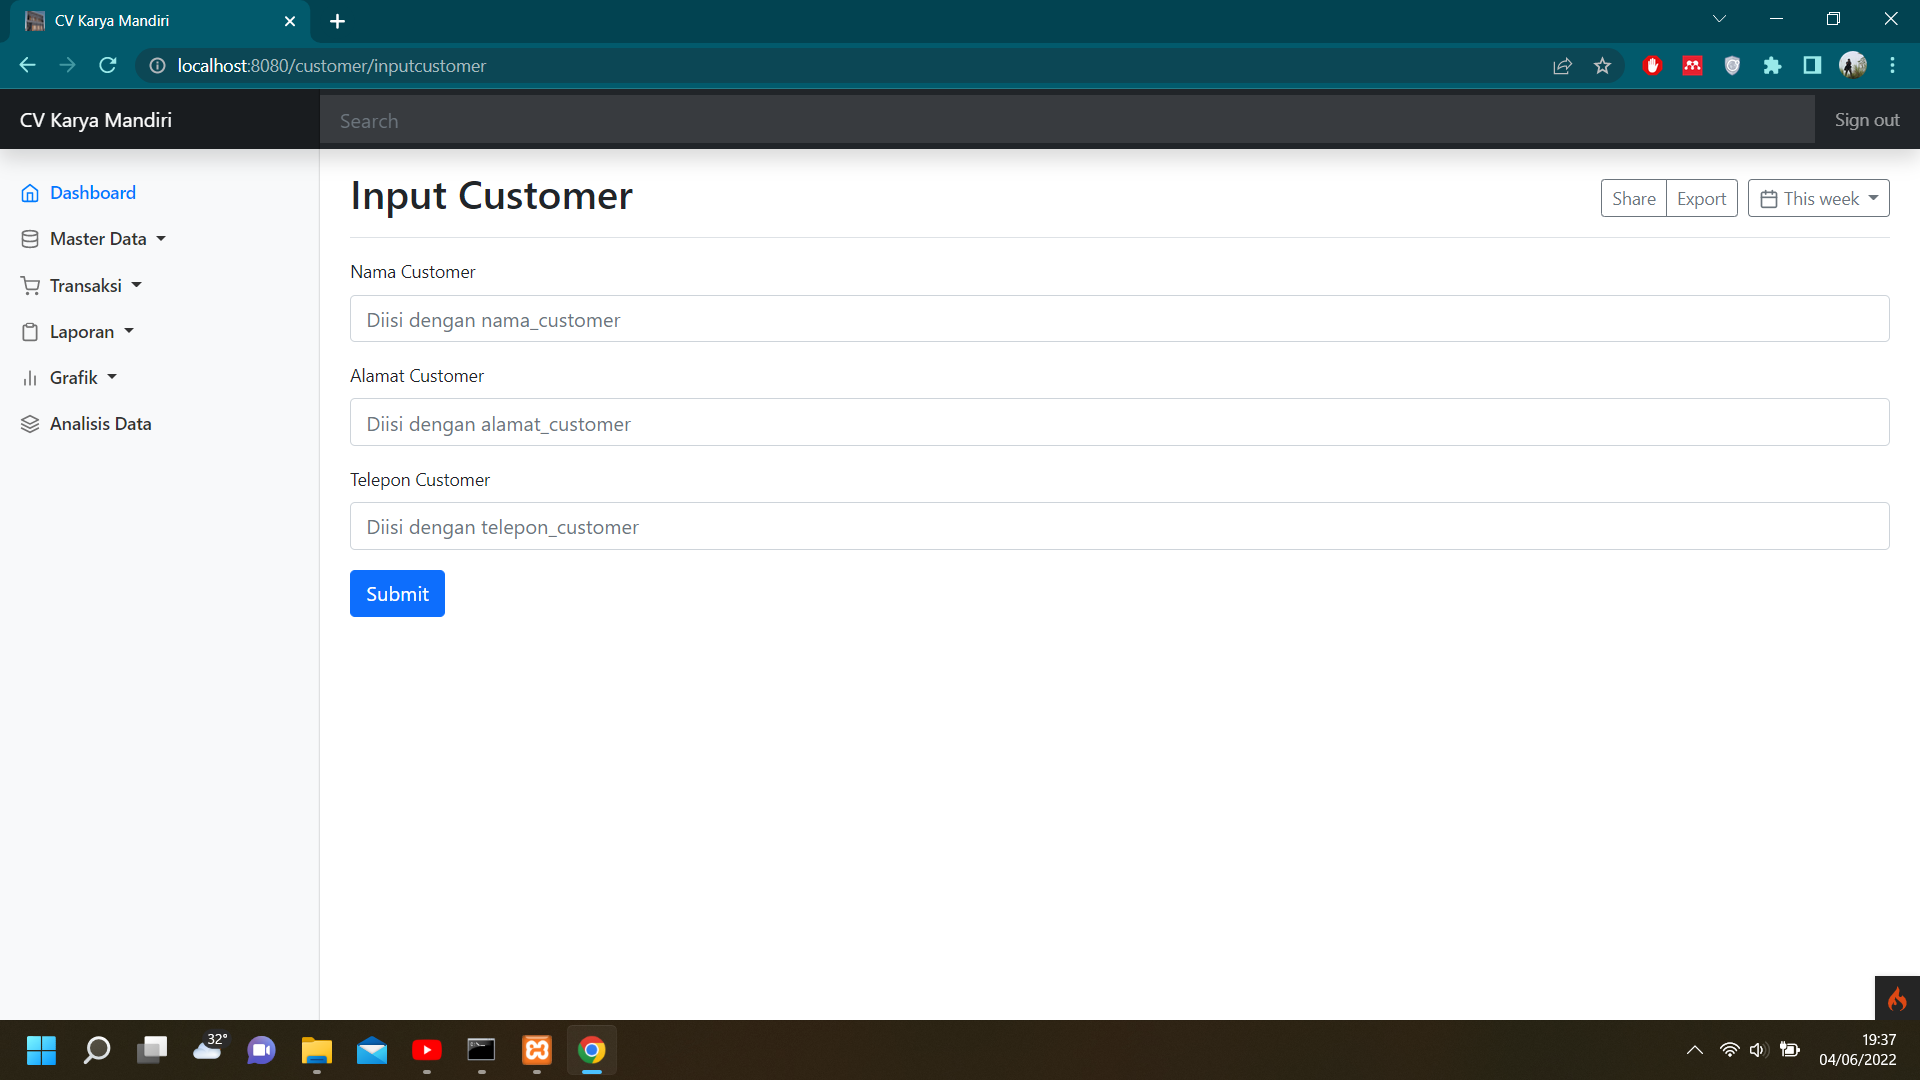 CV Karya Mandiri
localhost:8080/customer/inputcustomer
CV Karya Mandiri
Search
Sign out
Dashboard
Master Data
Transaksi
Laporan
Grafik
Analisis Data
Input Customer
Share
Export
This week
Nama Customer
Diisi dengan nama_customer
Alamat Customer
Diisi dengan alamat_customer
Telepon Customer
Diisi dengan telepon_customer
Submit
32°
19:37
04/06/2022